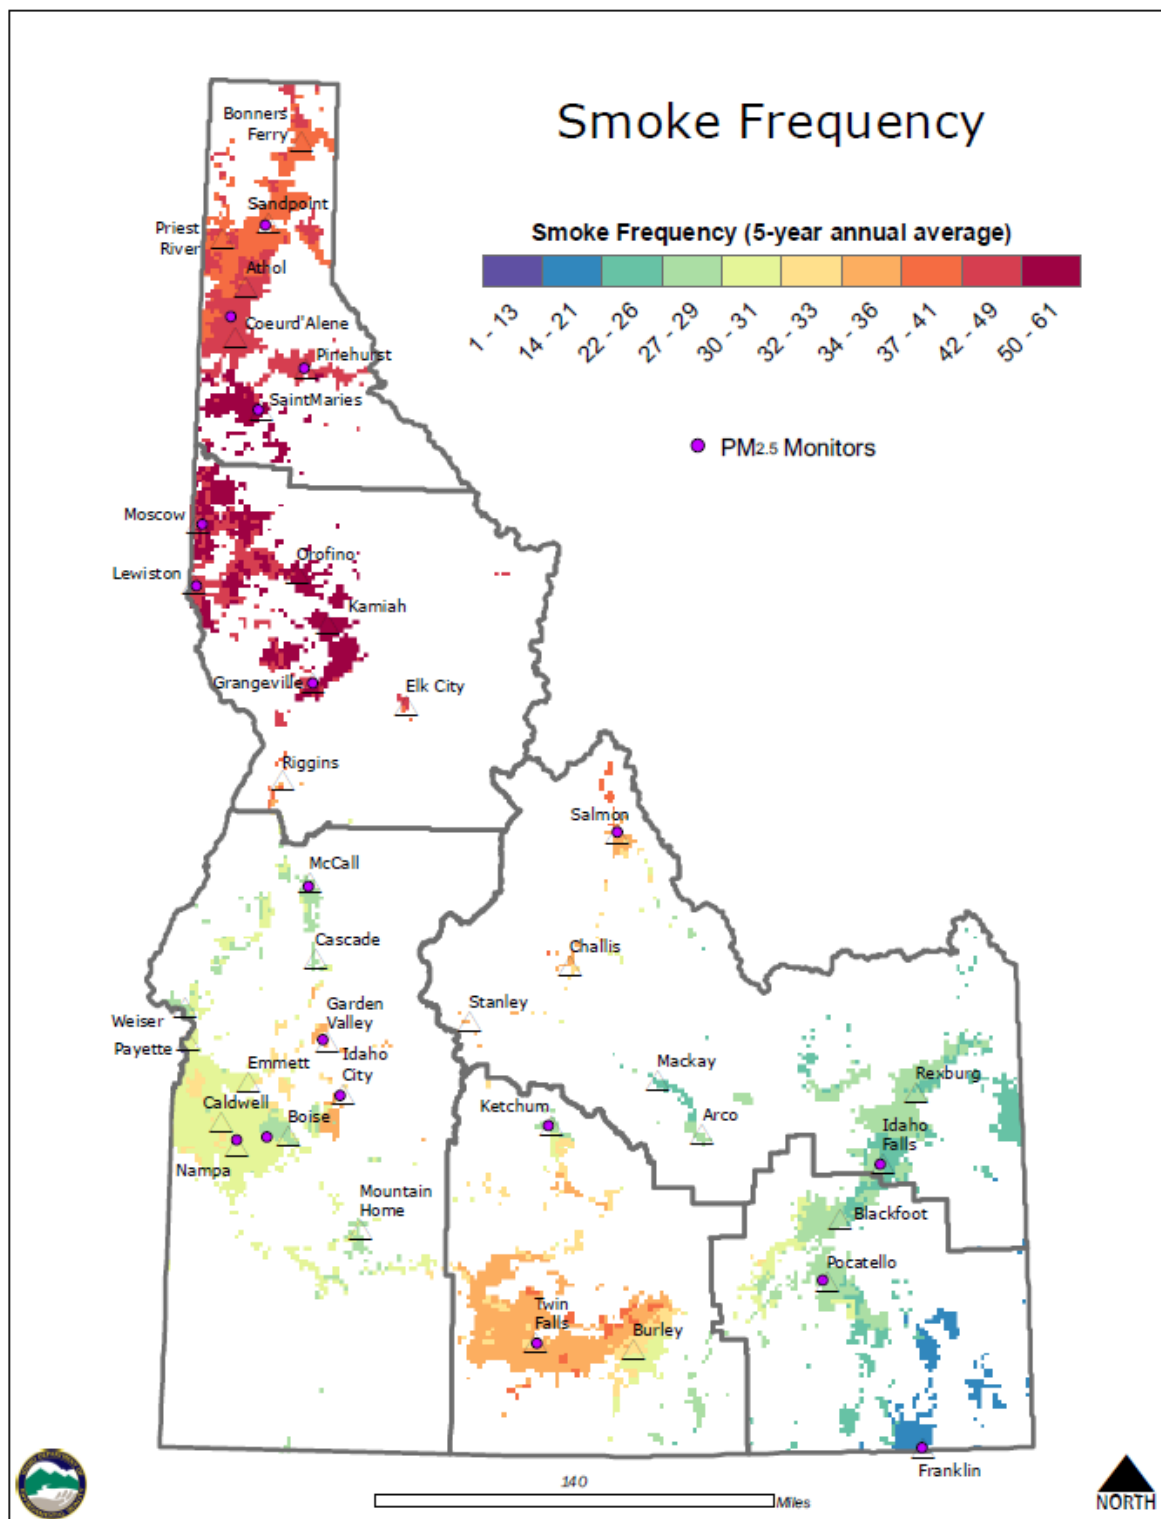 Smoke Frequency
Smoke Frequency (5-year annual average)
1 - 13
14 - 21
22 - 26
27 - 29
30 - 31
32 - 33
34 - 36
37 - 41
42 - 49
50 - 61
PM2.5 Monitors
Bonners
Ferry
Sandpoint
Priest
River
Athol
Coeurd'Alene
Pinehurst
SaintMaries
Moscow
Orofino
Lewiston
Kamiah
Grangeville
Elk City
Riggins
Salmon
McCall
Cascade
Challis
Garden
Valley
Stanley
Weiser
Payette
Idaho
City
Emmett
Mackay
Rexburg
Caldwell
Boise
Ketchum
Arco
Idaho
Falls
Nampa
Mountain
Home
Blackfoot
Pocatello
Twin
Falls
Burley
Franklin
140
Miles
NORTH